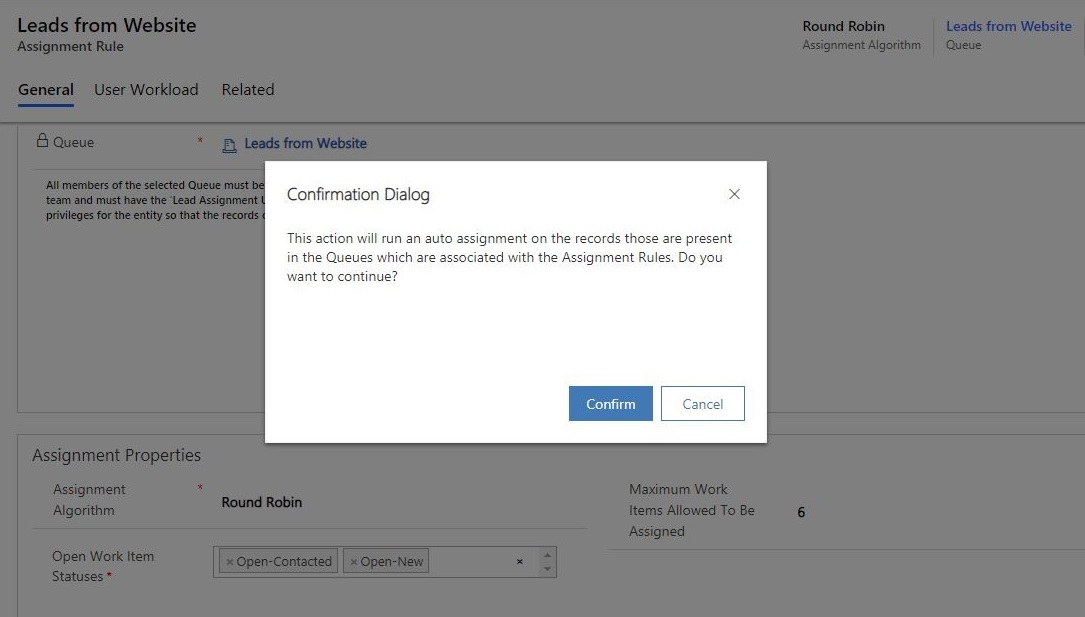 Leads from Website
Assignment Rule
Round Robin
Assignment Algorithm
Leads from Website
Queue
General
User Workload
Related
Queue
*
Leads from Website
All members of the selected Queue must be
team and must have the 'Lead Assignment
privileges for the entity so that the records
Confirmation Dialog
This action will run an auto assignment on the records those are present
in the Queues which are associated with the Assignment Rules. Do you
want to continue?
Confirm
Cancel
Assignment Properties
Assignment
Algorithm
*
Round Robin
Maximum Work
Items Allowed To Be
Assigned
6
Open Work Item
Statuses *
× Open-Contacted
× Open-New
×